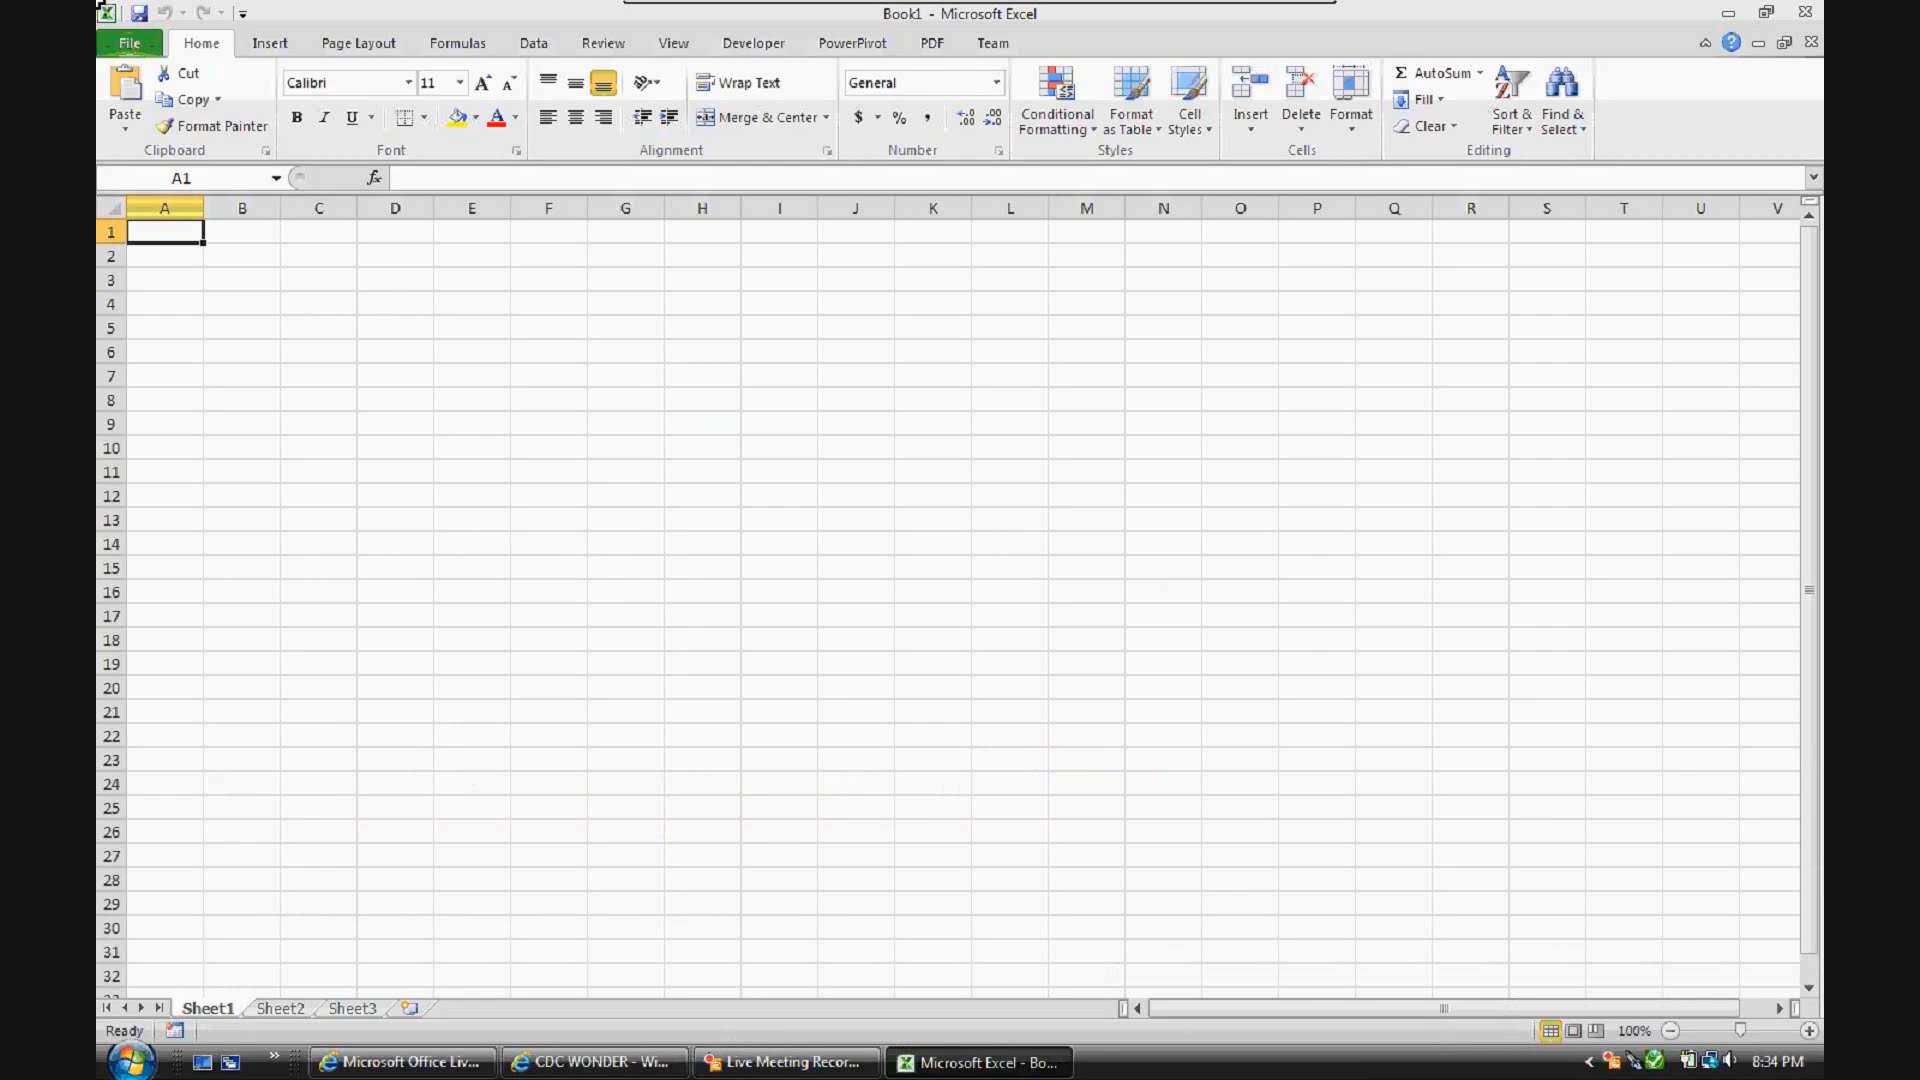 Book1 - Microsoft Excel
File Home Insert Page Layout Formulas Data Review View Developer PowerPivot PDF Team
Paste
Cut
Copy
Format Painter
Clipboard
Calibri 11
B I U A
Font
Wrap Text
Merge & Center
Alignment
General
$ % , .00 .00
Number
Conditional Formatting
Format as Table
Cell Styles
Styles
Insert Delete Format
Cells
Σ AutoSum
Fill
Clear
Sort & Filter
Find & Select
Editing
A1 fx
A B C D E F G H I J K L M N O P Q R S T U V
1
2
3
4
5
6
7
8
9
10
11
12
13
14
15
16
17
18
19
20
21
22
23
24
25
26
27
28
29
30
31
32
Sheet1 Sheet2 Sheet3
Ready 100%
Microsoft Office Liv... CDC WONDER - Wi... Live Meeting Recor... Microsoft Excel - Bo... 8:34 PM